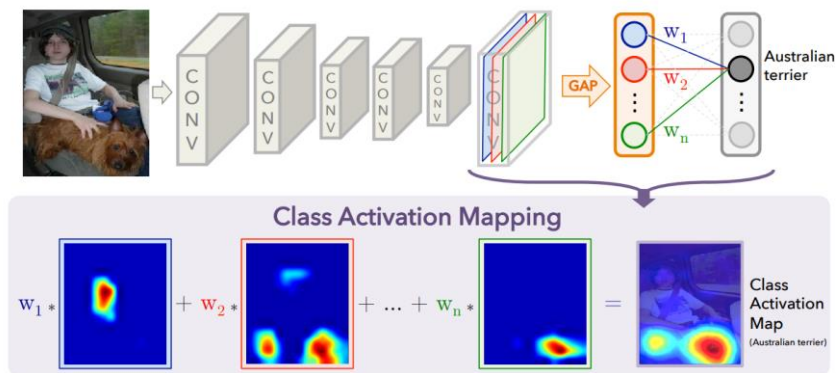 CONV
CONV
CONV
CONV
CONV
CONV
GAP
w₁
w₂
wₙ
Australian
terrier
Class Activation Mapping
w₁ * + w₂ * + ... + wₙ * =
Class
Activation
Map
(Australian terrier)